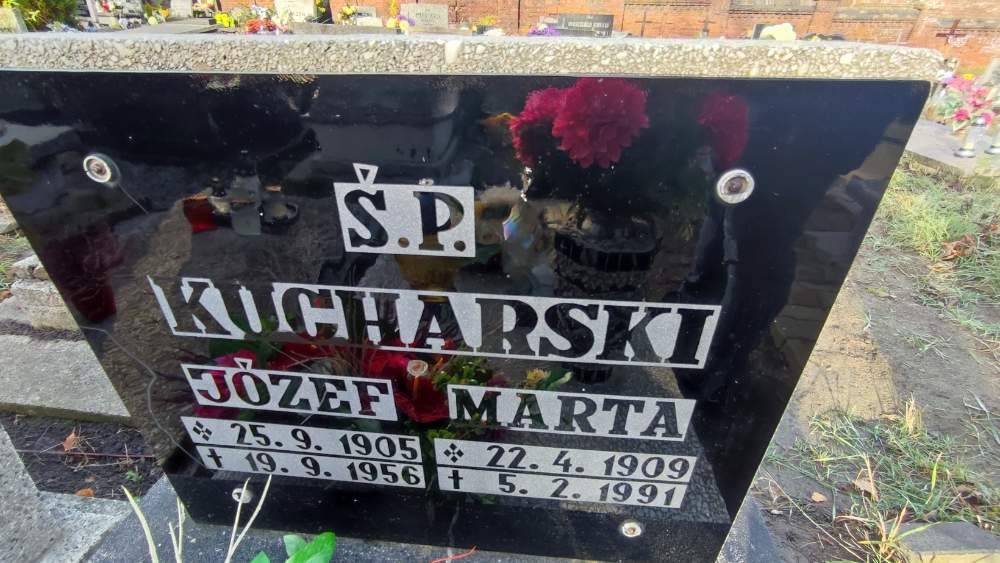 Ś.P.
KUCHARSKI
JÓZEF MARTA
25. 9. 1905 22. 4. 1909
† 19. 9. 1956 † 5. 2. 1991